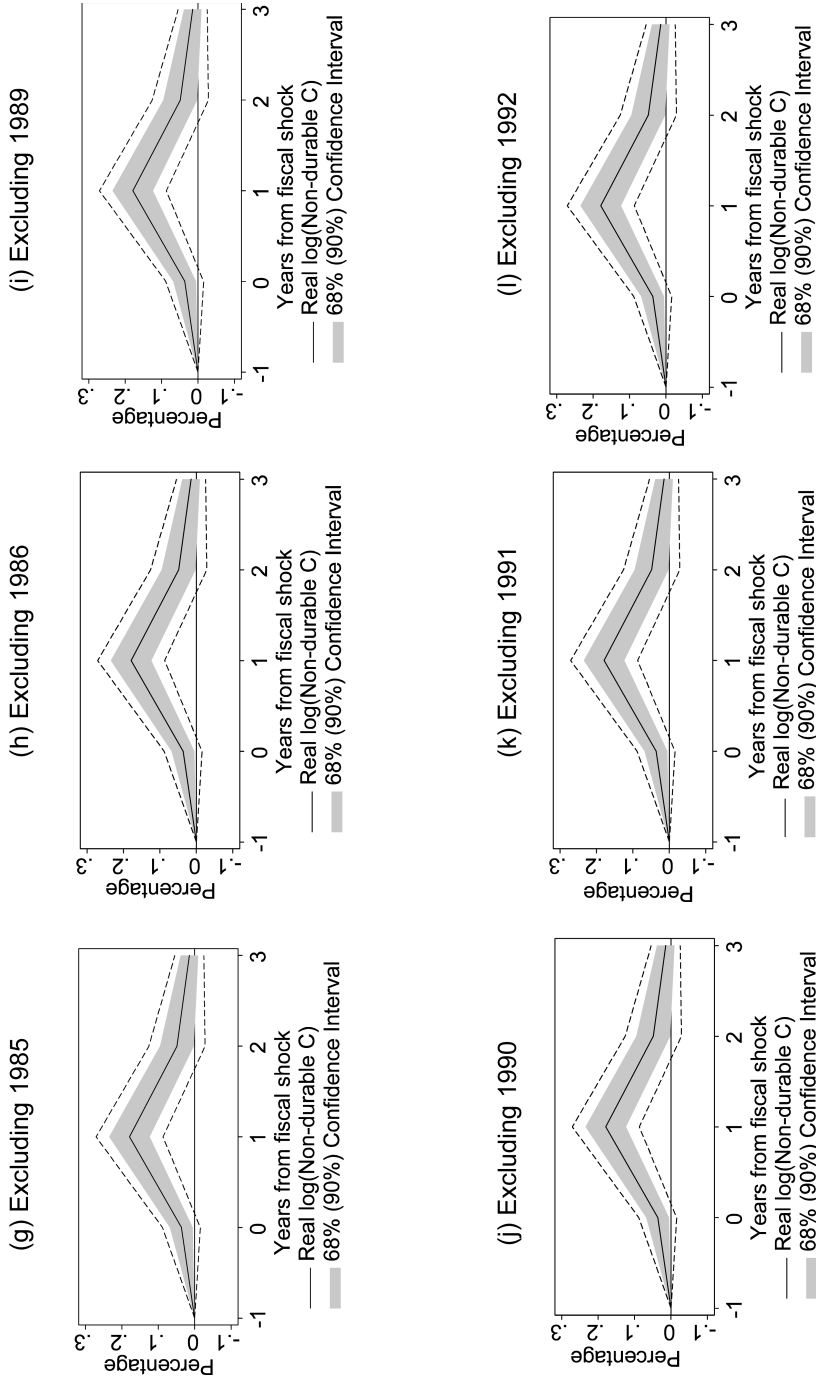 (g) Excluding 1985
Percentage
.3
.2
.1
0
-.1
-1 0 1 2 3
Years from fiscal shock
Real log(Non-durable C)
68% (90%) Confidence Interval
(h) Excluding 1986
Percentage
.3
.2
.1
0
-.1
-1 0 1 2 3
Years from fiscal shock
Real log(Non-durable C)
68% (90%) Confidence Interval
(i) Excluding 1989
Percentage
.3
.2
.1
0
-.1
-1 0 1 2 3
Years from fiscal shock
Real log(Non-durable C)
68% (90%) Confidence Interval
(j) Excluding 1990
Percentage
.3
.2
.1
0
-.1
-1 0 1 2 3
Years from fiscal shock
Real log(Non-durable C)
68% (90%) Confidence Interval
(k) Excluding 1991
Percentage
.3
.2
.1
0
-.1
-1 0 1 2 3
Years from fiscal shock
Real log(Non-durable C)
68% (90%) Confidence Interval
(l) Excluding 1992
Percentage
.3
.2
.1
0
-.1
-1 0 1 2 3
Years from fiscal shock
Real log(Non-durable C)
68% (90%) Confidence Interval